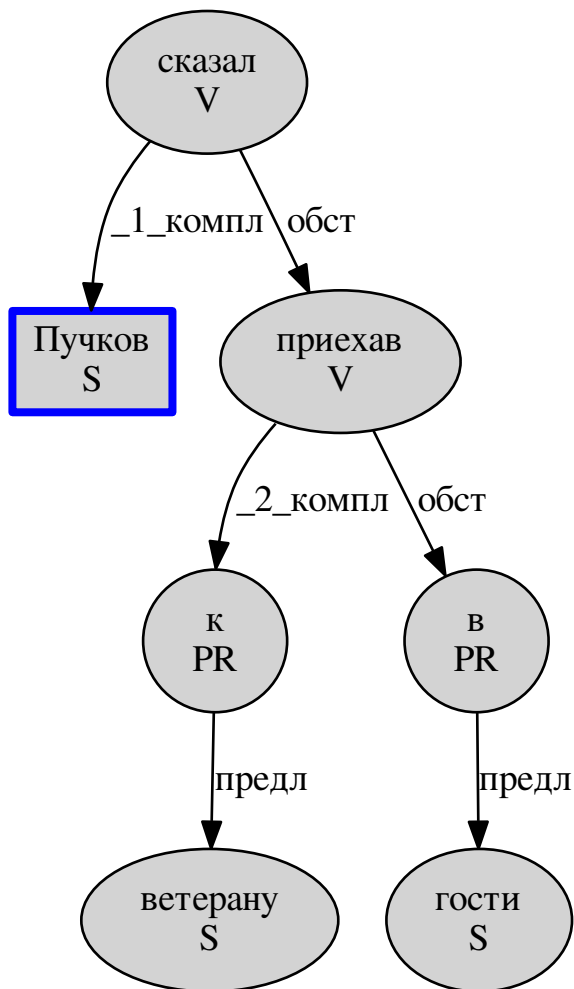 сказал
V
_1_компл обст
Пучков
S
приехав
V
_2_компл обст
к
PR
в
PR
предл предл
ветерану
S
гости
S